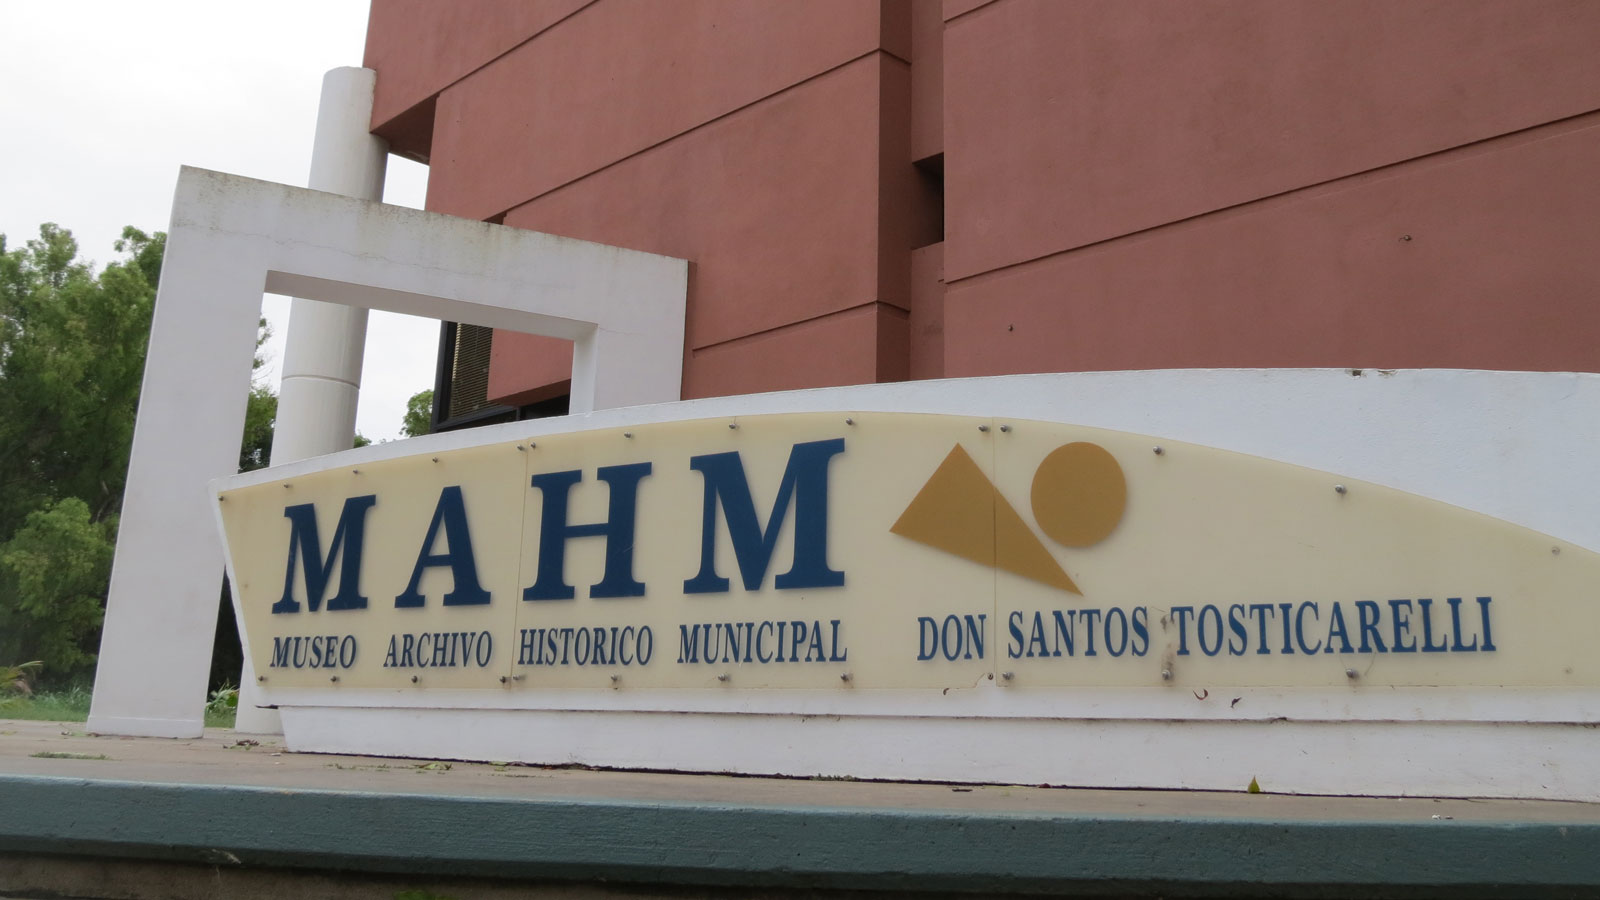 MAHM
MUSEO ARCHIVO HISTORICO MUNICIPAL DON SANTOS TOSTICARELLI